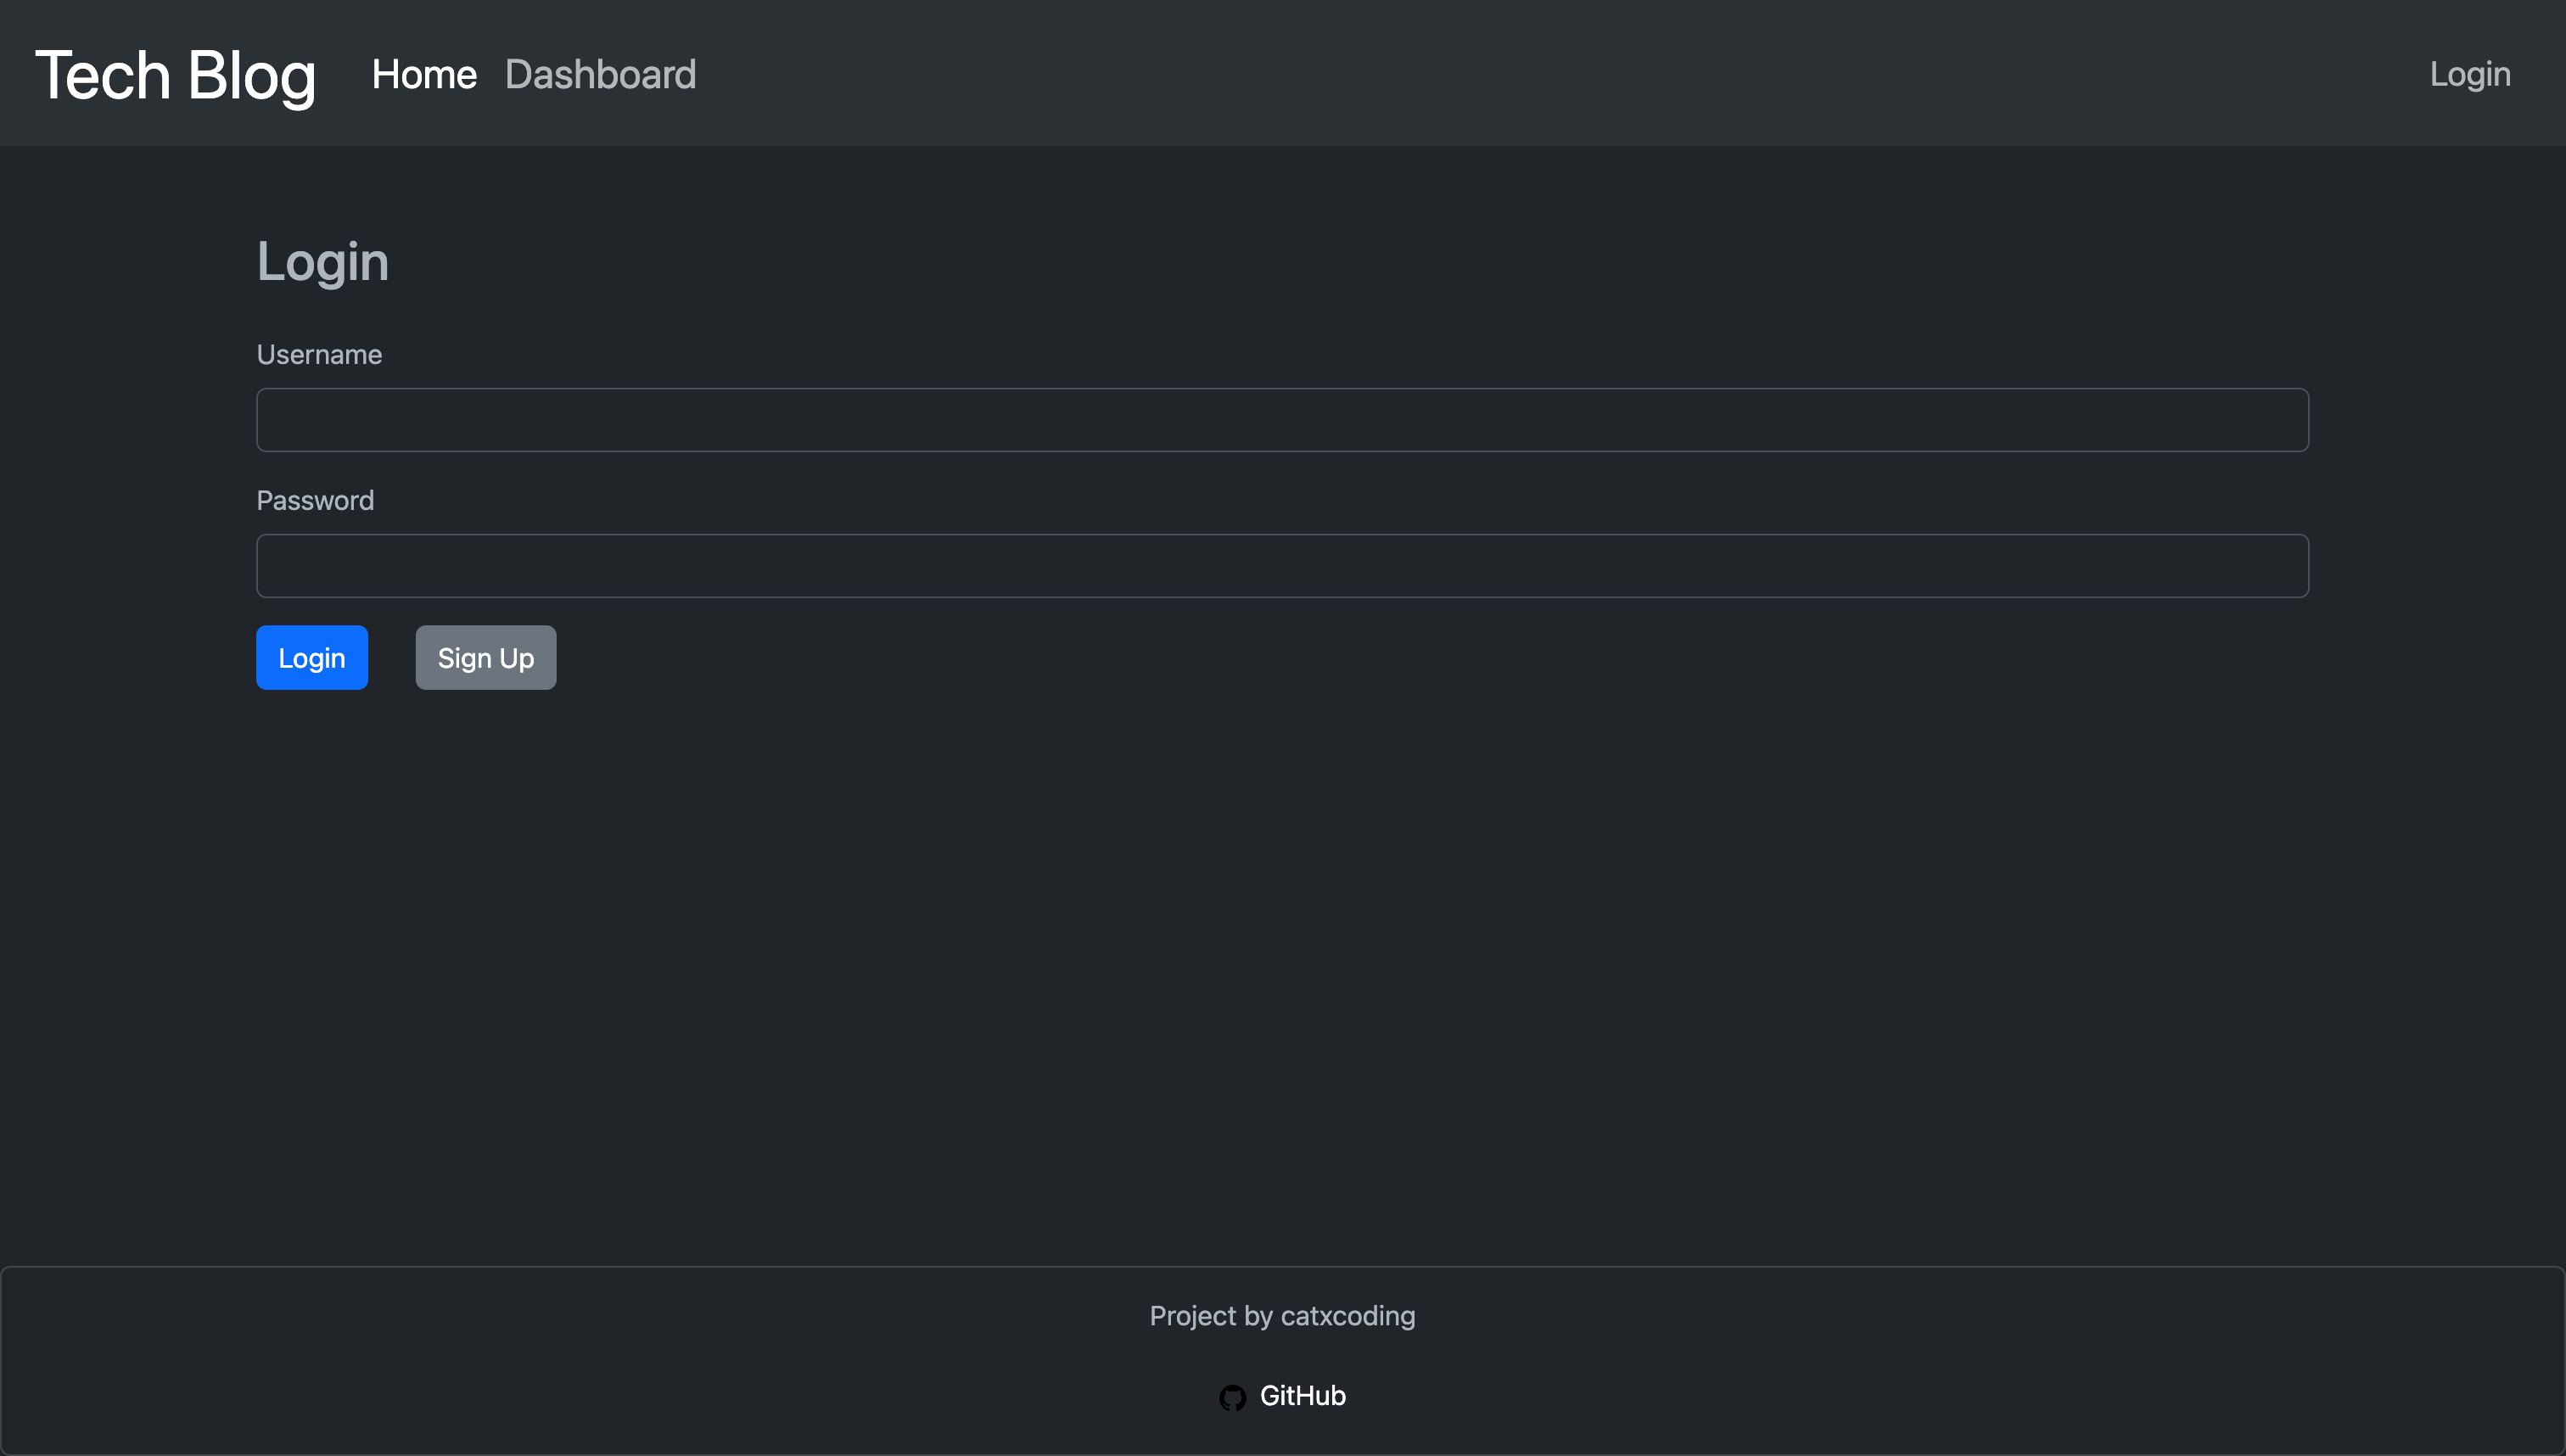 Tech Blog Home Dashboard Login
Login
Username
Password
Login Sign Up
Project by catxcoding
GitHub